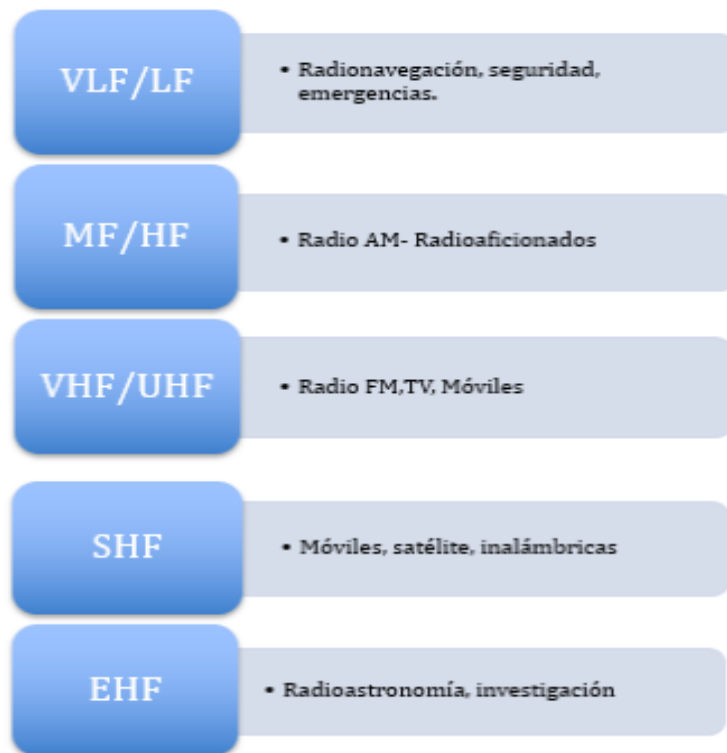 VLF/LF
• Radionavegación, seguridad,
emergencias.
MF/HF
• Radio AM- Radioaficionados
VHF/UHF
• Radio FM,TV, Móviles
SHF
• Móviles, satélite, inalámbricas
EHF
• Radioastronomía, investigación